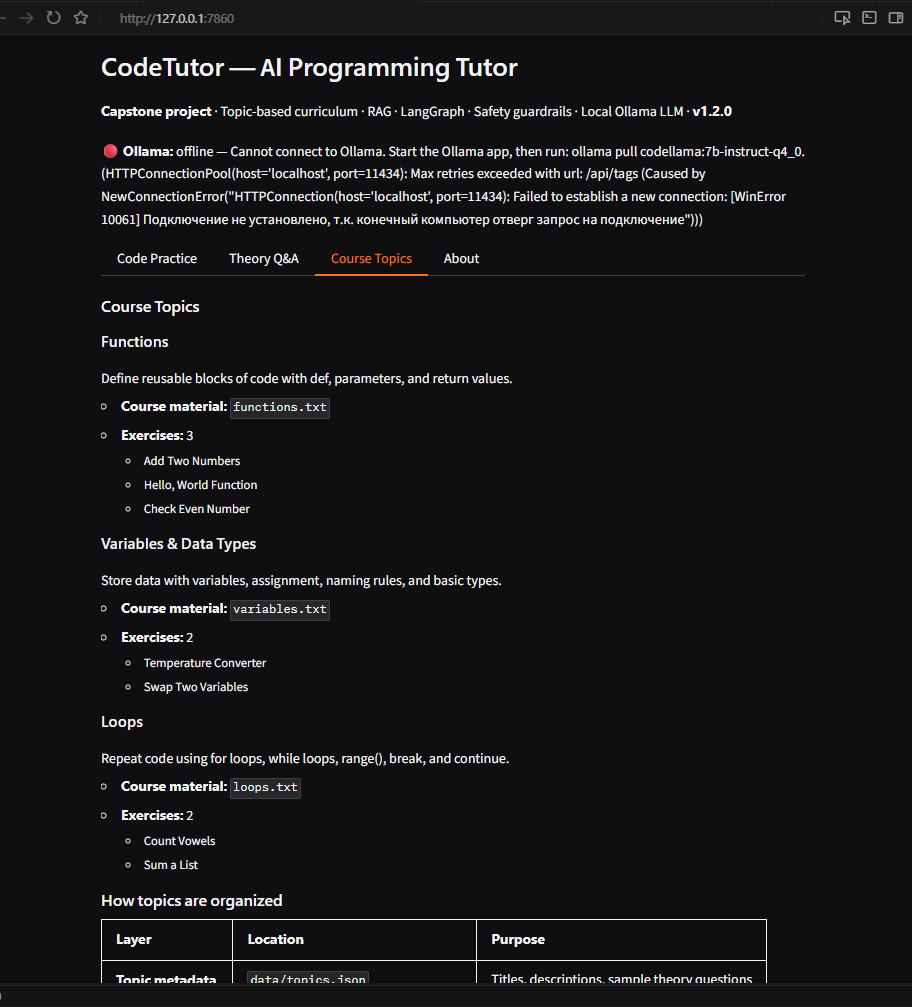 http://127.0.0.1:7860
CodeTutor — AI Programming Tutor
Capstone project · Topic-based curriculum · RAG · LangGraph · Safety guardrails · Local Ollama LLM · v1.2.0
Ollama: offline — Cannot connect to Ollama. Start the Ollama app, then run: ollama pull codellama:7b-instruct-q4_0.
(HTTPConnectionPool(host='localhost', port=11434): Max retries exceeded with url: /api/tags (Caused by
NewConnectionError("HTTPConnection(host='localhost', port=11434): Failed to establish a new connection: [WinError
10061] Подключение не установлено, т.к. конечный компьютер отверг запрос на подключение")))
Code Practice Theory Q&A Course Topics About
Course Topics
Functions
Define reusable blocks of code with def, parameters, and return values.
Course material: functions.txt
Exercises: 3
Add Two Numbers
Hello, World Function
Check Even Number
Variables & Data Types
Store data with variables, assignment, naming rules, and basic types.
Course material: variables.txt
Exercises: 2
Temperature Converter
Swap Two Variables
Loops
Repeat code using for loops, while loops, range(), break, and continue.
Course material: loops.txt
Exercises: 2
Count Vowels
Sum a List
How topics are organized
Layer Location Purpose
Topic metadata data/topics.json Titles, descriptions, sample theory questions